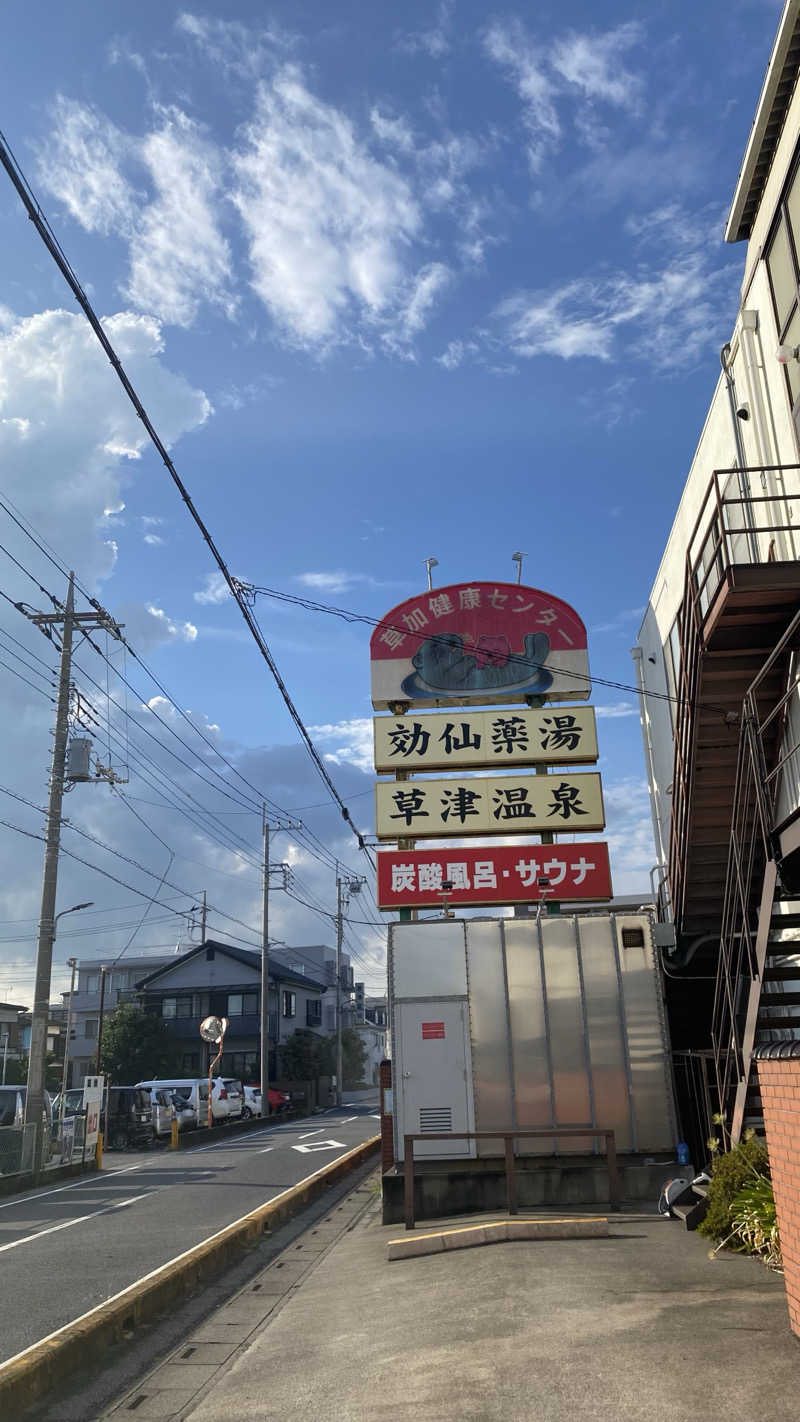 草加健康センター
効仙薬湯
草津温泉
炭酸風呂・サウナ